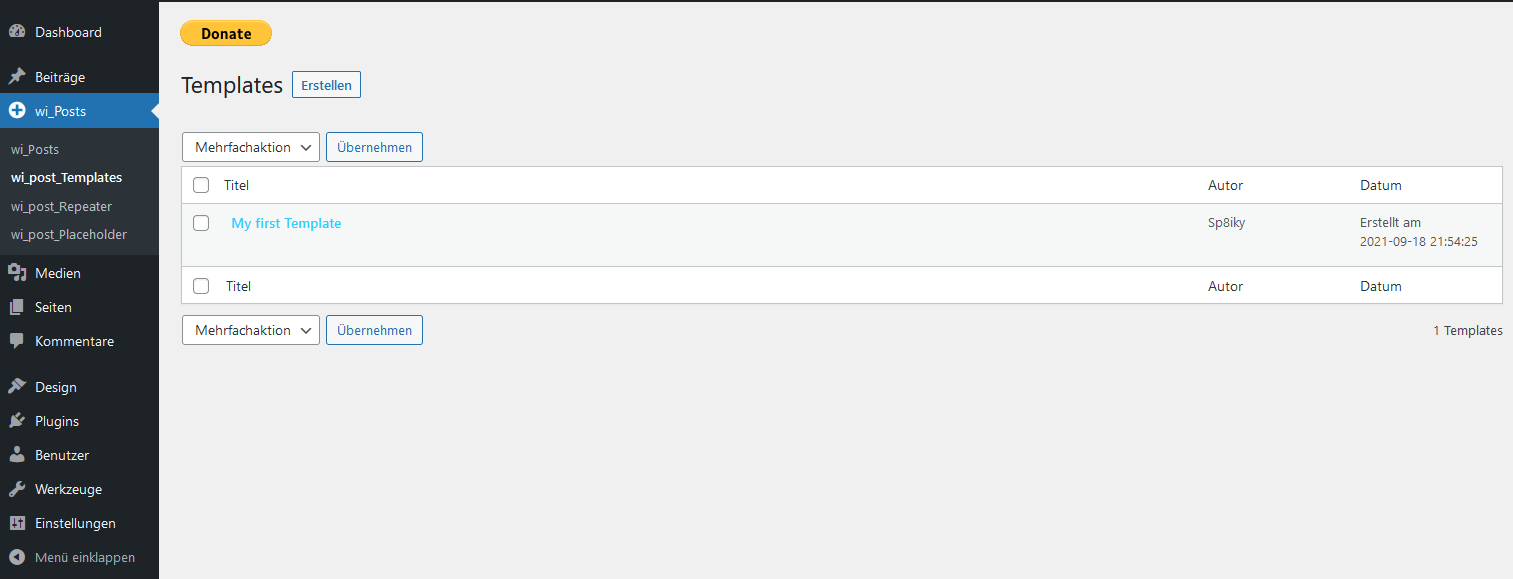 Dashboard
Beiträge
wi_Posts
wi_Posts
wi_post_Templates
wi_post_Repeater
wi_post_Placeholder
Medien
Seiten
Kommentare
Design
Plugins
Benutzer
Werkzeuge
Einstellungen
Menü einklappen
Donate
Templates Erstellen
Mehrfachaktion Übernehmen
Titel Autor Datum
My first Template Sp8iky Erstellt am
2021-09-18 21:54:25
Titel Autor Datum
Mehrfachaktion Übernehmen 1 Templates